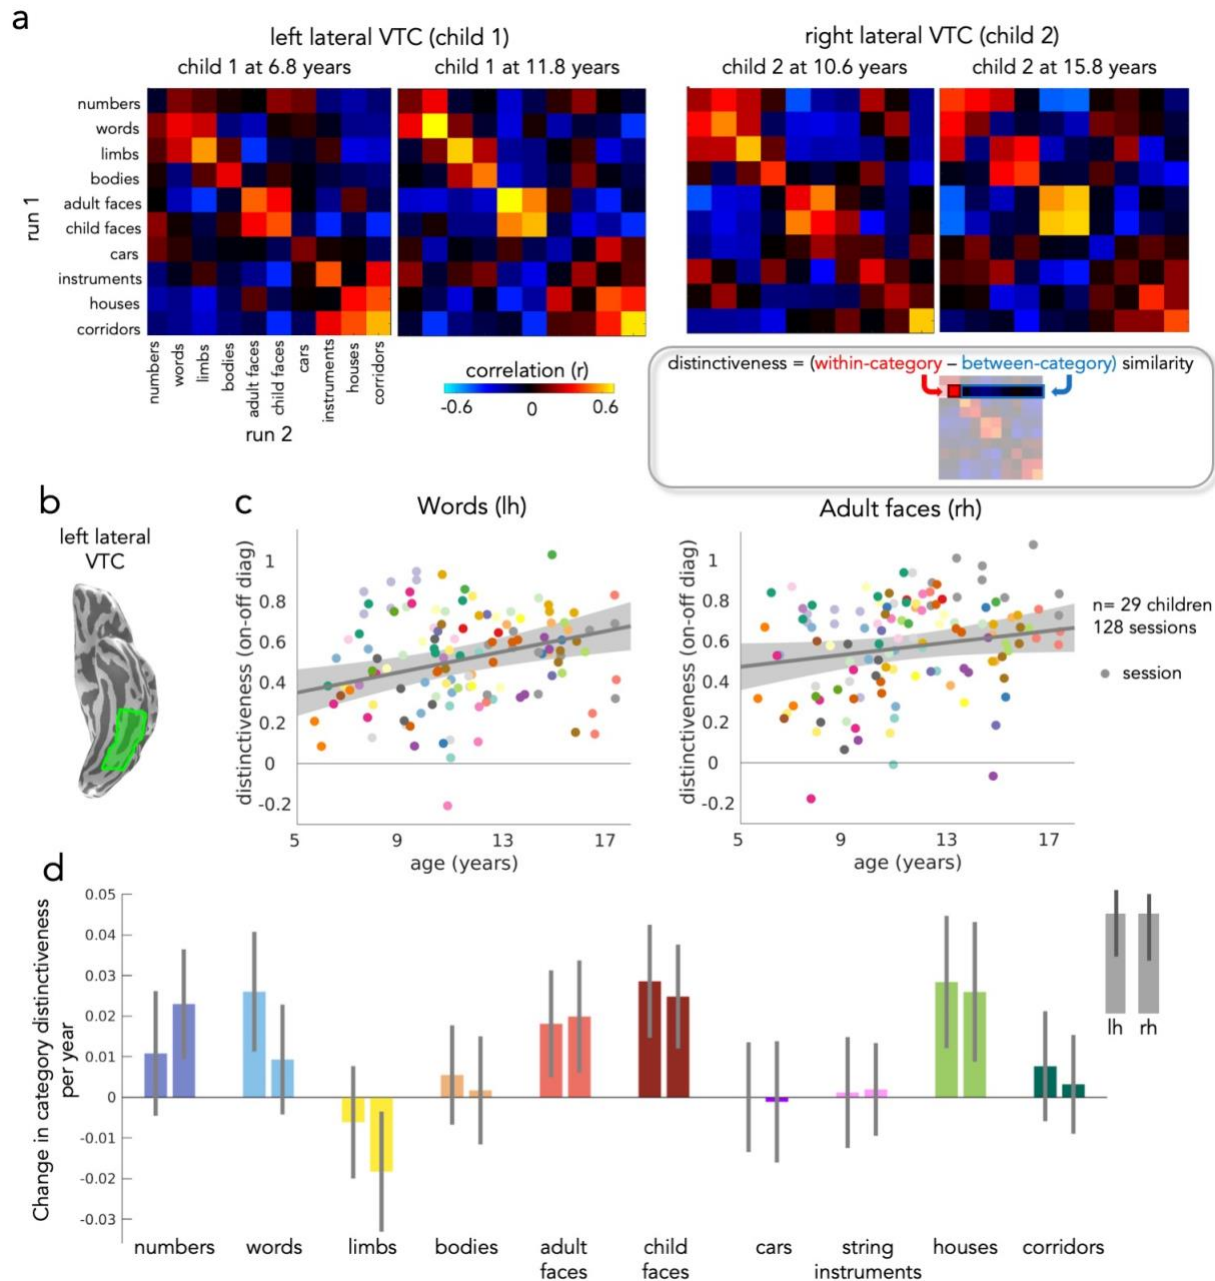 a
left lateral VTC (child 1)
right lateral VTC (child 2)
child 1 at 6.8 years
child 1 at 11.8 years
child 2 at 10.6 years
child 2 at 15.8 years
run 1
numbers
words
limbs
bodies
adult faces
child faces
cars
instruments
houses
corridors
numbers
words
limbs
bodies
adult faces
child faces
cars
instruments
houses
corridors
run 2
correlation (r)
-0.6
0
0.6
distinctiveness = (within-category – between-category) similarity
b
left lateral
VTC
c
Words (lh)
distinctiveness (on-off diag)
1
0.8
0.6
0.4
0.2
0
-0.2
5
9
13
17
age (years)
Adult faces (rh)
distinctiveness (on-off diag)
1
0.8
0.6
0.4
0.2
0
-0.2
5
9
13
17
age (years)
n= 29 children
128 sessions
session
d
Change in category distinctiveness
per year
0.05
0.04
0.03
0.02
0.01
0
-0.01
-0.02
-0.03
numbers
words
limbs
bodies
adult
faces
child
faces
cars
string
instruments
houses
corridors
lh
rh